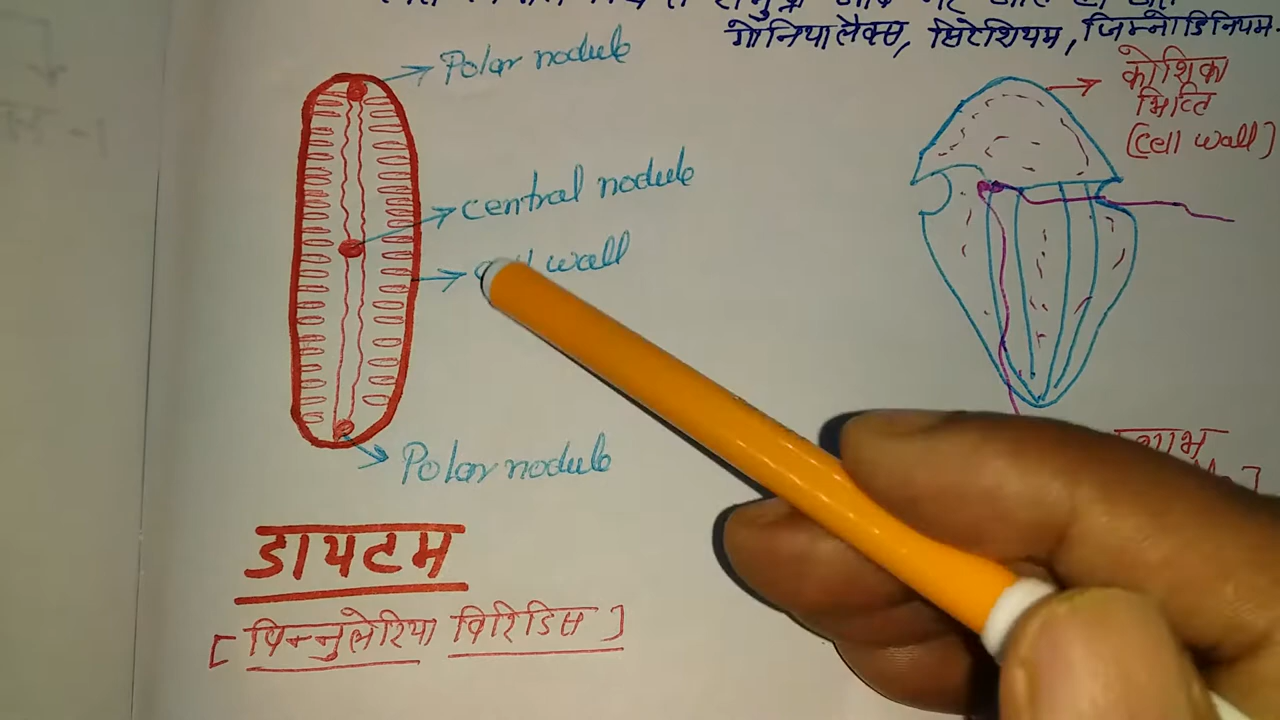 गोनियालैक्स, सिरेशियम, जिम्नोडिनियम.
Polar nodule
Central nodule
wall
Polar nodule
डायटम
[पिन्नुलेरिया विरिडिस]
कोशिका
भित्ति
(Cell wall]